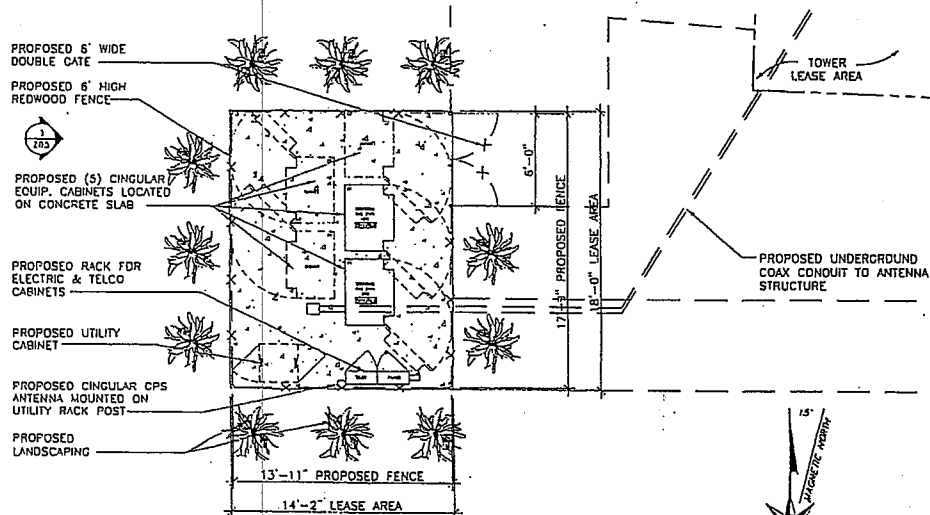 PROPOSED 6' WIDE
DOUBLE GATE
PROPOSED 6' HIGH
REDWOOD FENCE
PROPOSED (5) CINGULAR
EQUIP. CABINETS LOCATED
ON CONCRETE SLAB
PROPOSED RACK FOR
ELECTRIC & TELCO
CABINETS
PROPOSED UTILITY
CABINET
PROPOSED CINGULAR GPS
ANTENNA MOUNTED ON
UTILITY RACK POST
PROPOSED
LANDSCAPING
13'-11" PROPOSED FENCE
14'-2" LEASE AREA
6'-0"
PROPOSED FENCE
18'-0" LEASE AREA
TOWER
LEASE AREA
PROPOSED UNDERGROUND
COAX CONDUIT TO ANTENNA
STRUCTURE
15°
MAGNETIC NORTH